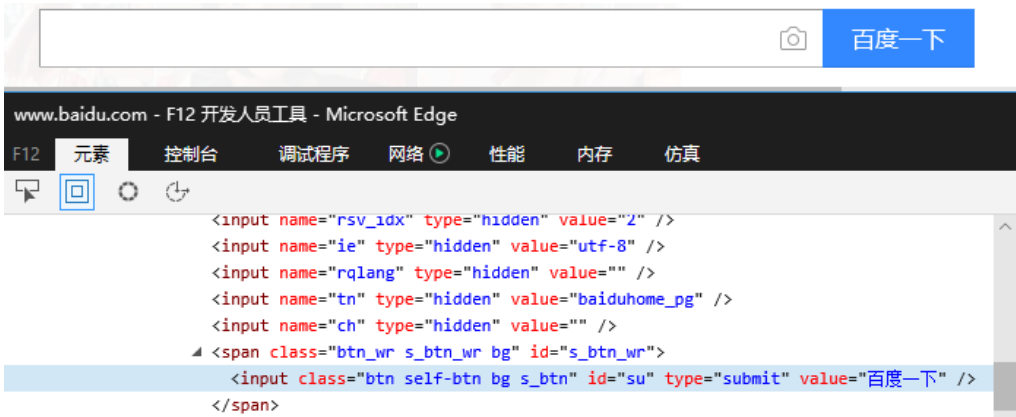 百度一下
www.baidu.com - F12 开发人员工具 - Microsoft Edge
F12 元素 控制台 调试程序 网络 性能 内存 仿真
<input name="rsv_idx" type="hidden" value="2" />
<input name="ie" type="hidden" value="utf-8" />
<input name="rqlang" type="hidden" value="" />
<input name="tn" type="hidden" value="baiduhome_pg" />
<input name="ch" type="hidden" value="" />
<span class="btn_wr s_btn_wr bg" id="s_btn_wr">
<input class="btn self-btn bg s_btn" id="su" type="submit" value="百度一下" />
</span>